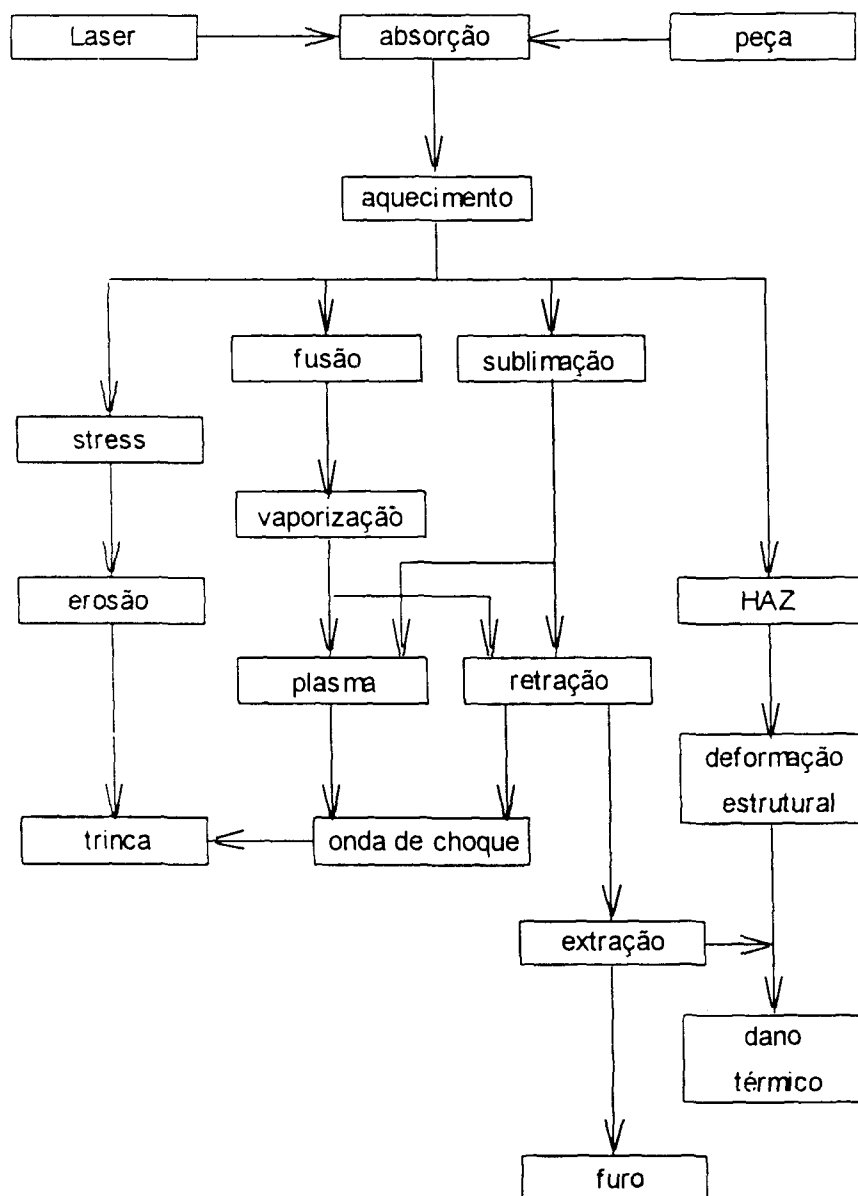 Laser
absorção
peça
aquecimento
fusão
sublimação
stress
vaporização
erosão
HAZ
plasma
retração
deformação
estrutural
trinca
onda de choque
extração
dano
térmico
furo